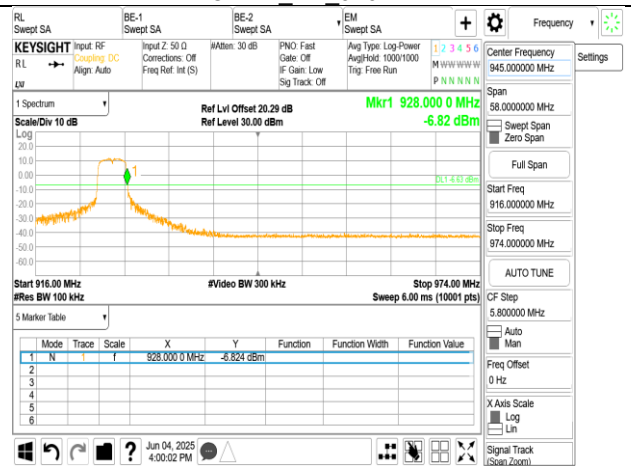 RL
Swept SA
BE-1
Swept SA
BE-2
Swept SA
EM
Swept SA
+
Frequency
KEYSIGHT
RL
Input: RF
Coupling: DC
Align: Auto
Input Z: 50 Ω
Corrections: Off
Freq Ref: Int (S)
#Atten: 30 dB
PNO: Fast
Gate: Off
IF Gain: Low
Sig Track: Off
Avg Type: Log-Power
Avg|Hold: 1000/1000
Trig: Free Run
1 2 3 4 5 6
M W W W W W
P N N N N N
Settings
1 Spectrum
Scale/Div 10 dB
Ref Lvl Offset 20.29 dB
Ref Level 30.00 dBm
Mkr1 928.000 0 MHz
-6.82 dBm
Log
20.0
10.0
0.00
-10.0
-20.0
-30.0
-40.0
-50.0
-60.0
1
DL1 -6.63 dBm
Start 916.00 MHz
#Res BW 100 kHz
#Video BW 300 kHz
Stop 974.00 MHz
Sweep 6.00 ms (10001 pts)
5 Marker Table
Mode Trace Scale X Y Function Function Width Function Value
1 N 1 f 928.000 0 MHz -6.824 dBm
2
3
4
5
6
Jun 04, 2025
4:00:02 PM
Center Frequency
945.000000 MHz
Span
58.0000000 MHz
Swept Span
Zero Span
Full Span
Start Freq
916.000000 MHz
Stop Freq
974.000000 MHz
AUTO TUNE
CF Step
5.800000 MHz
Auto
Man
Freq Offset
0 Hz
X Axis Scale
Log
Lin
Signal Track
(Span Zoom)